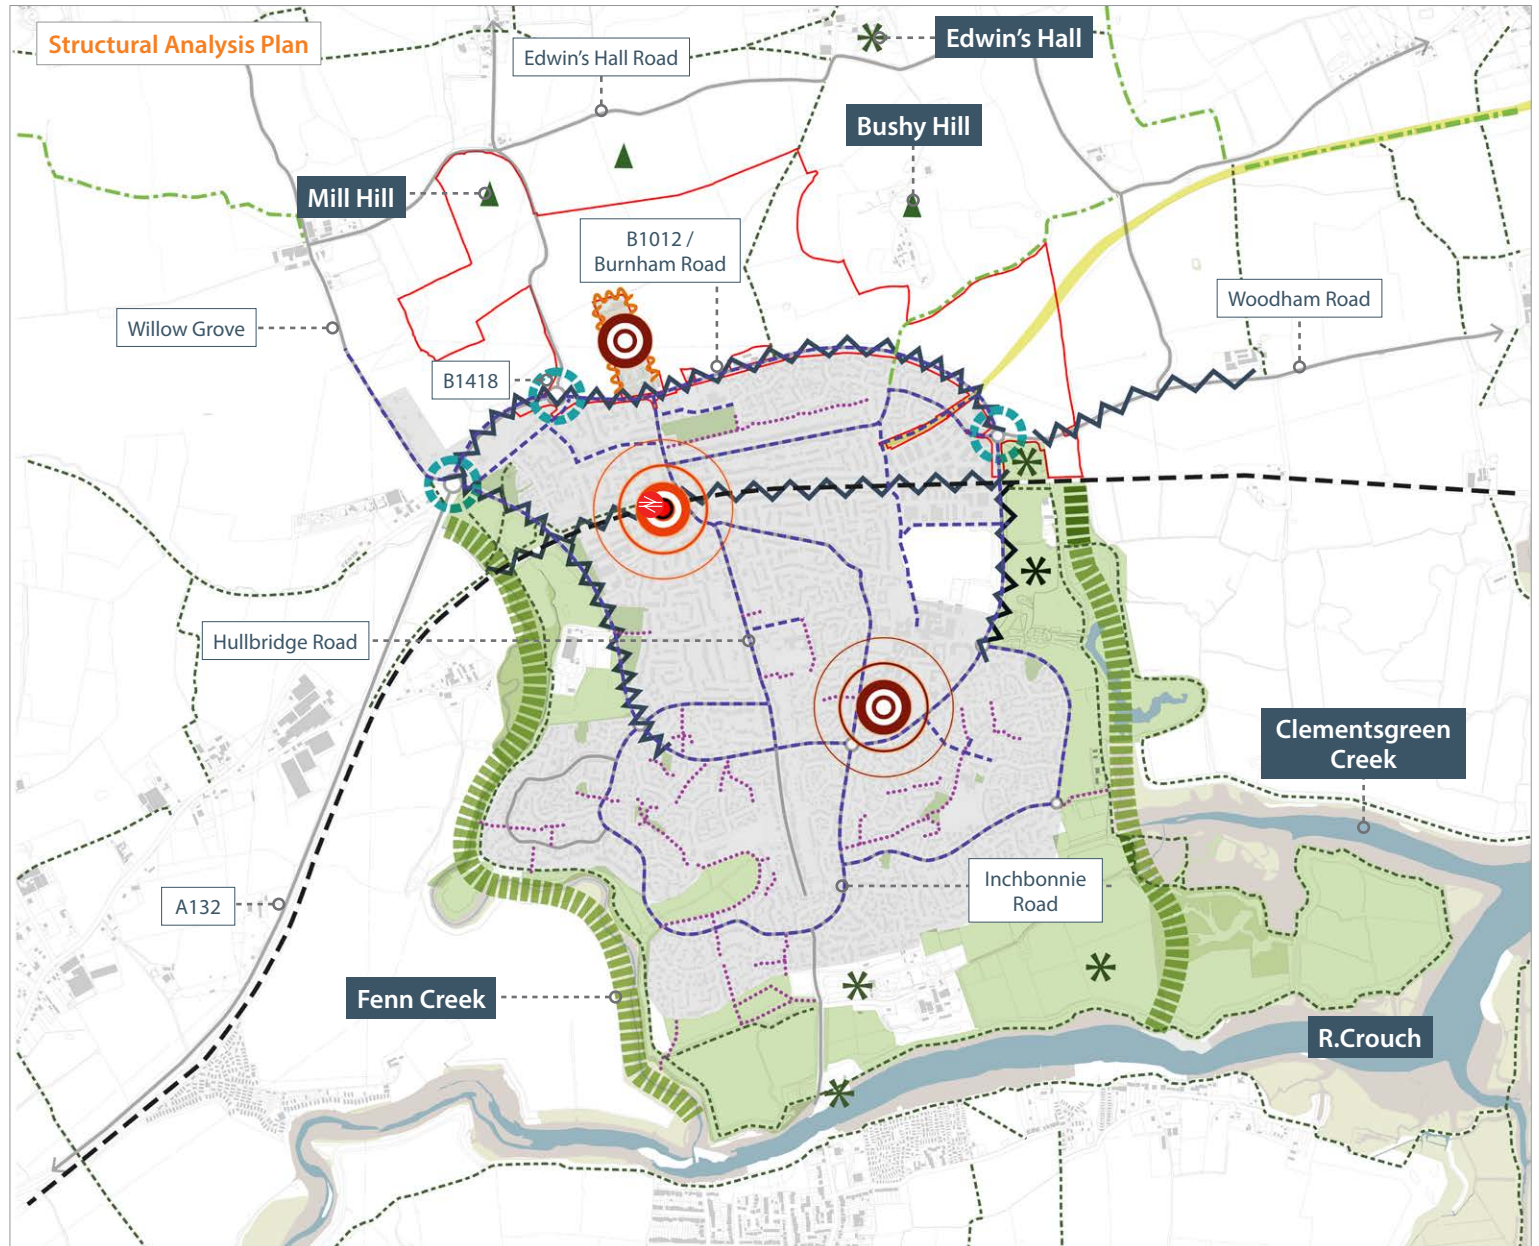 Structural Analysis Plan
Edwin's Hall
Edwin's Hall Road
Bushy Hill
Mill Hill
B1012 /
Burnham Road
Woodham Road
Willow Grove
B1418
Hullbridge Road
Clementsgreen
Creek
Inchbonnie
Road
A132
Fenn Creek
R.Crouch